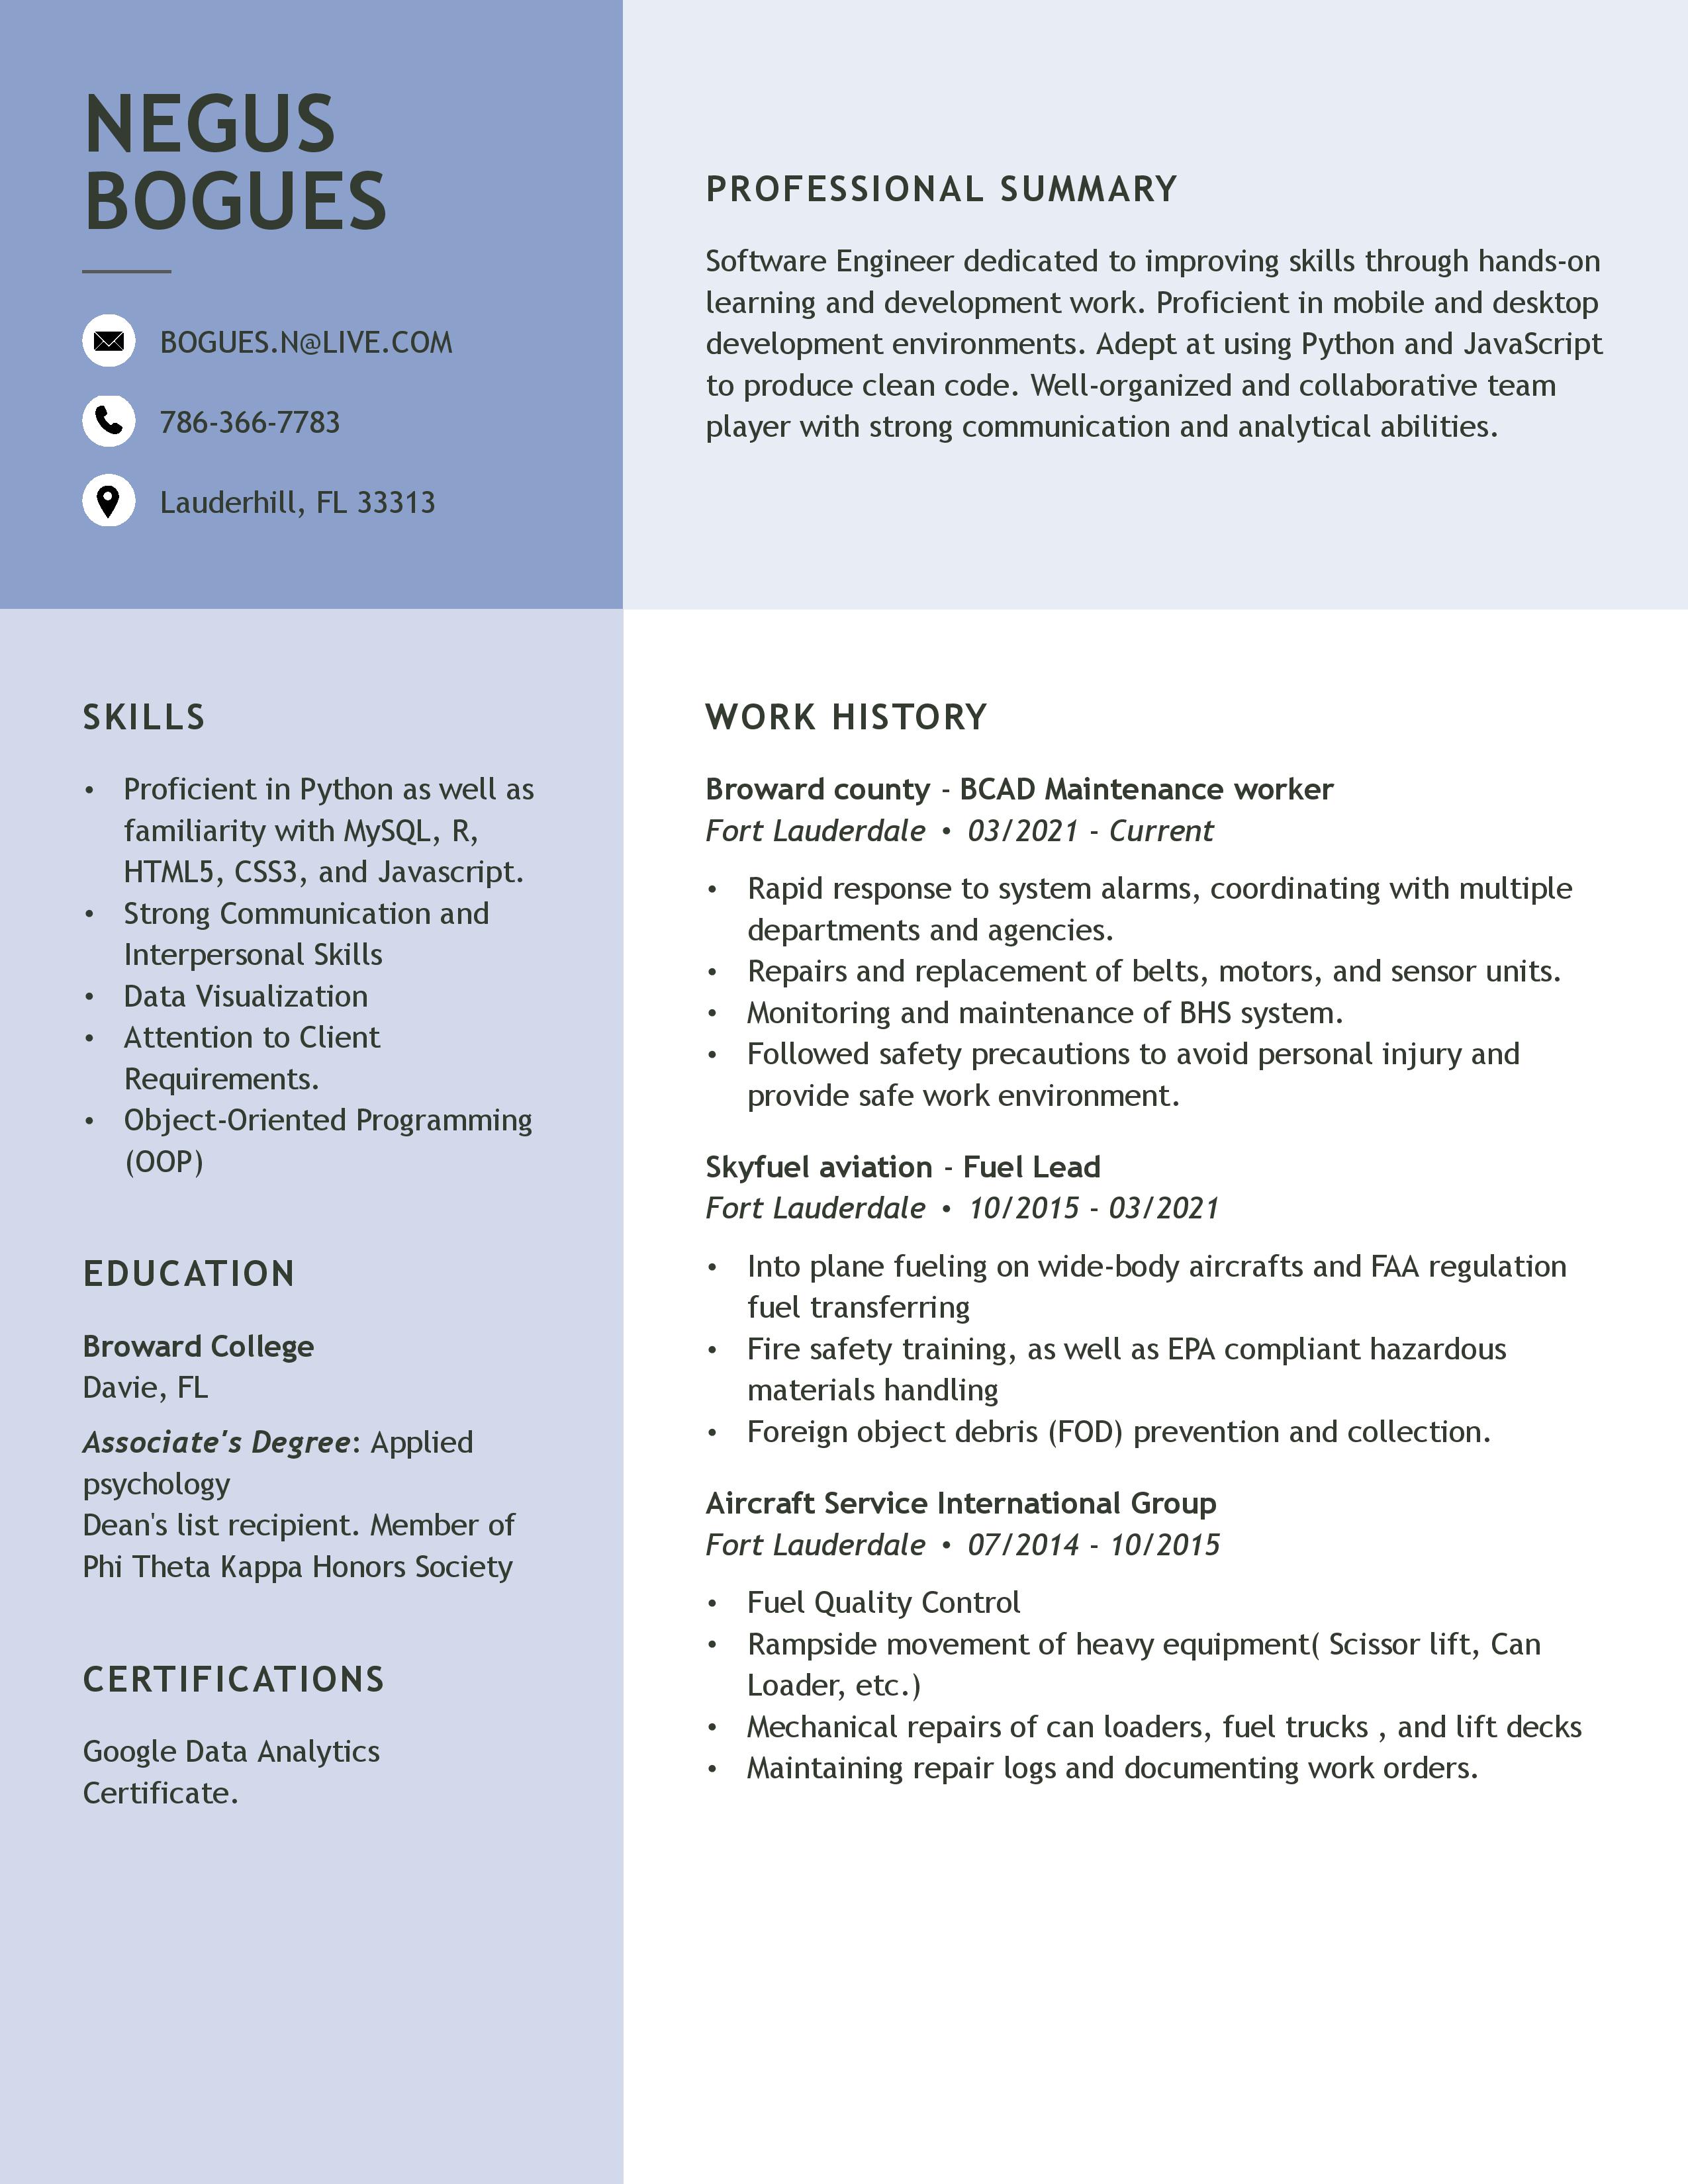 NEGUS
BOGUES
BOGUES.N@LIVE.COM
786-366-7783
Lauderhill, FL 33313
PROFESSIONAL SUMMARY
Software Engineer dedicated to improving skills through hands-on
learning and development work. Proficient in mobile and desktop
development environments. Adept at using Python and JavaScript
to produce clean code. Well-organized and collaborative team
player with strong communication and analytical abilities.
SKILLS
• Proficient in Python as well as
familiarity with MySQL, R,
HTML5, CSS3, and Javascript.
• Strong Communication and
Interpersonal Skills
• Data Visualization
• Attention to Client
Requirements.
• Object-Oriented Programming
(OOP)
EDUCATION
Broward College
Davie, FL
Associate's Degree: Applied
psychology
Dean's list recipient. Member of
Phi Theta Kappa Honors Society
CERTIFICATIONS
Google Data Analytics
Certificate.
WORK HISTORY
Broward county - BCAD Maintenance worker
Fort Lauderdale • 03/2021 - Current
• Rapid response to system alarms, coordinating with multiple
departments and agencies.
• Repairs and replacement of belts, motors, and sensor units.
• Monitoring and maintenance of BHS system.
• Followed safety precautions to avoid personal injury and
provide safe work environment.
Skyfuel aviation - Fuel Lead
Fort Lauderdale • 10/2015 - 03/2021
• Into plane fueling on wide-body aircrafts and FAA regulation
fuel transferring
• Fire safety training, as well as EPA compliant hazardous
materials handling
• Foreign object debris (FOD) prevention and collection.
Aircraft Service International Group
Fort Lauderdale • 07/2014 - 10/2015
• Fuel Quality Control
• Rampside movement of heavy equipment( Scissor lift, Can
Loader, etc.)
• Mechanical repairs of can loaders, fuel trucks , and lift decks
• Maintaining repair logs and documenting work orders.